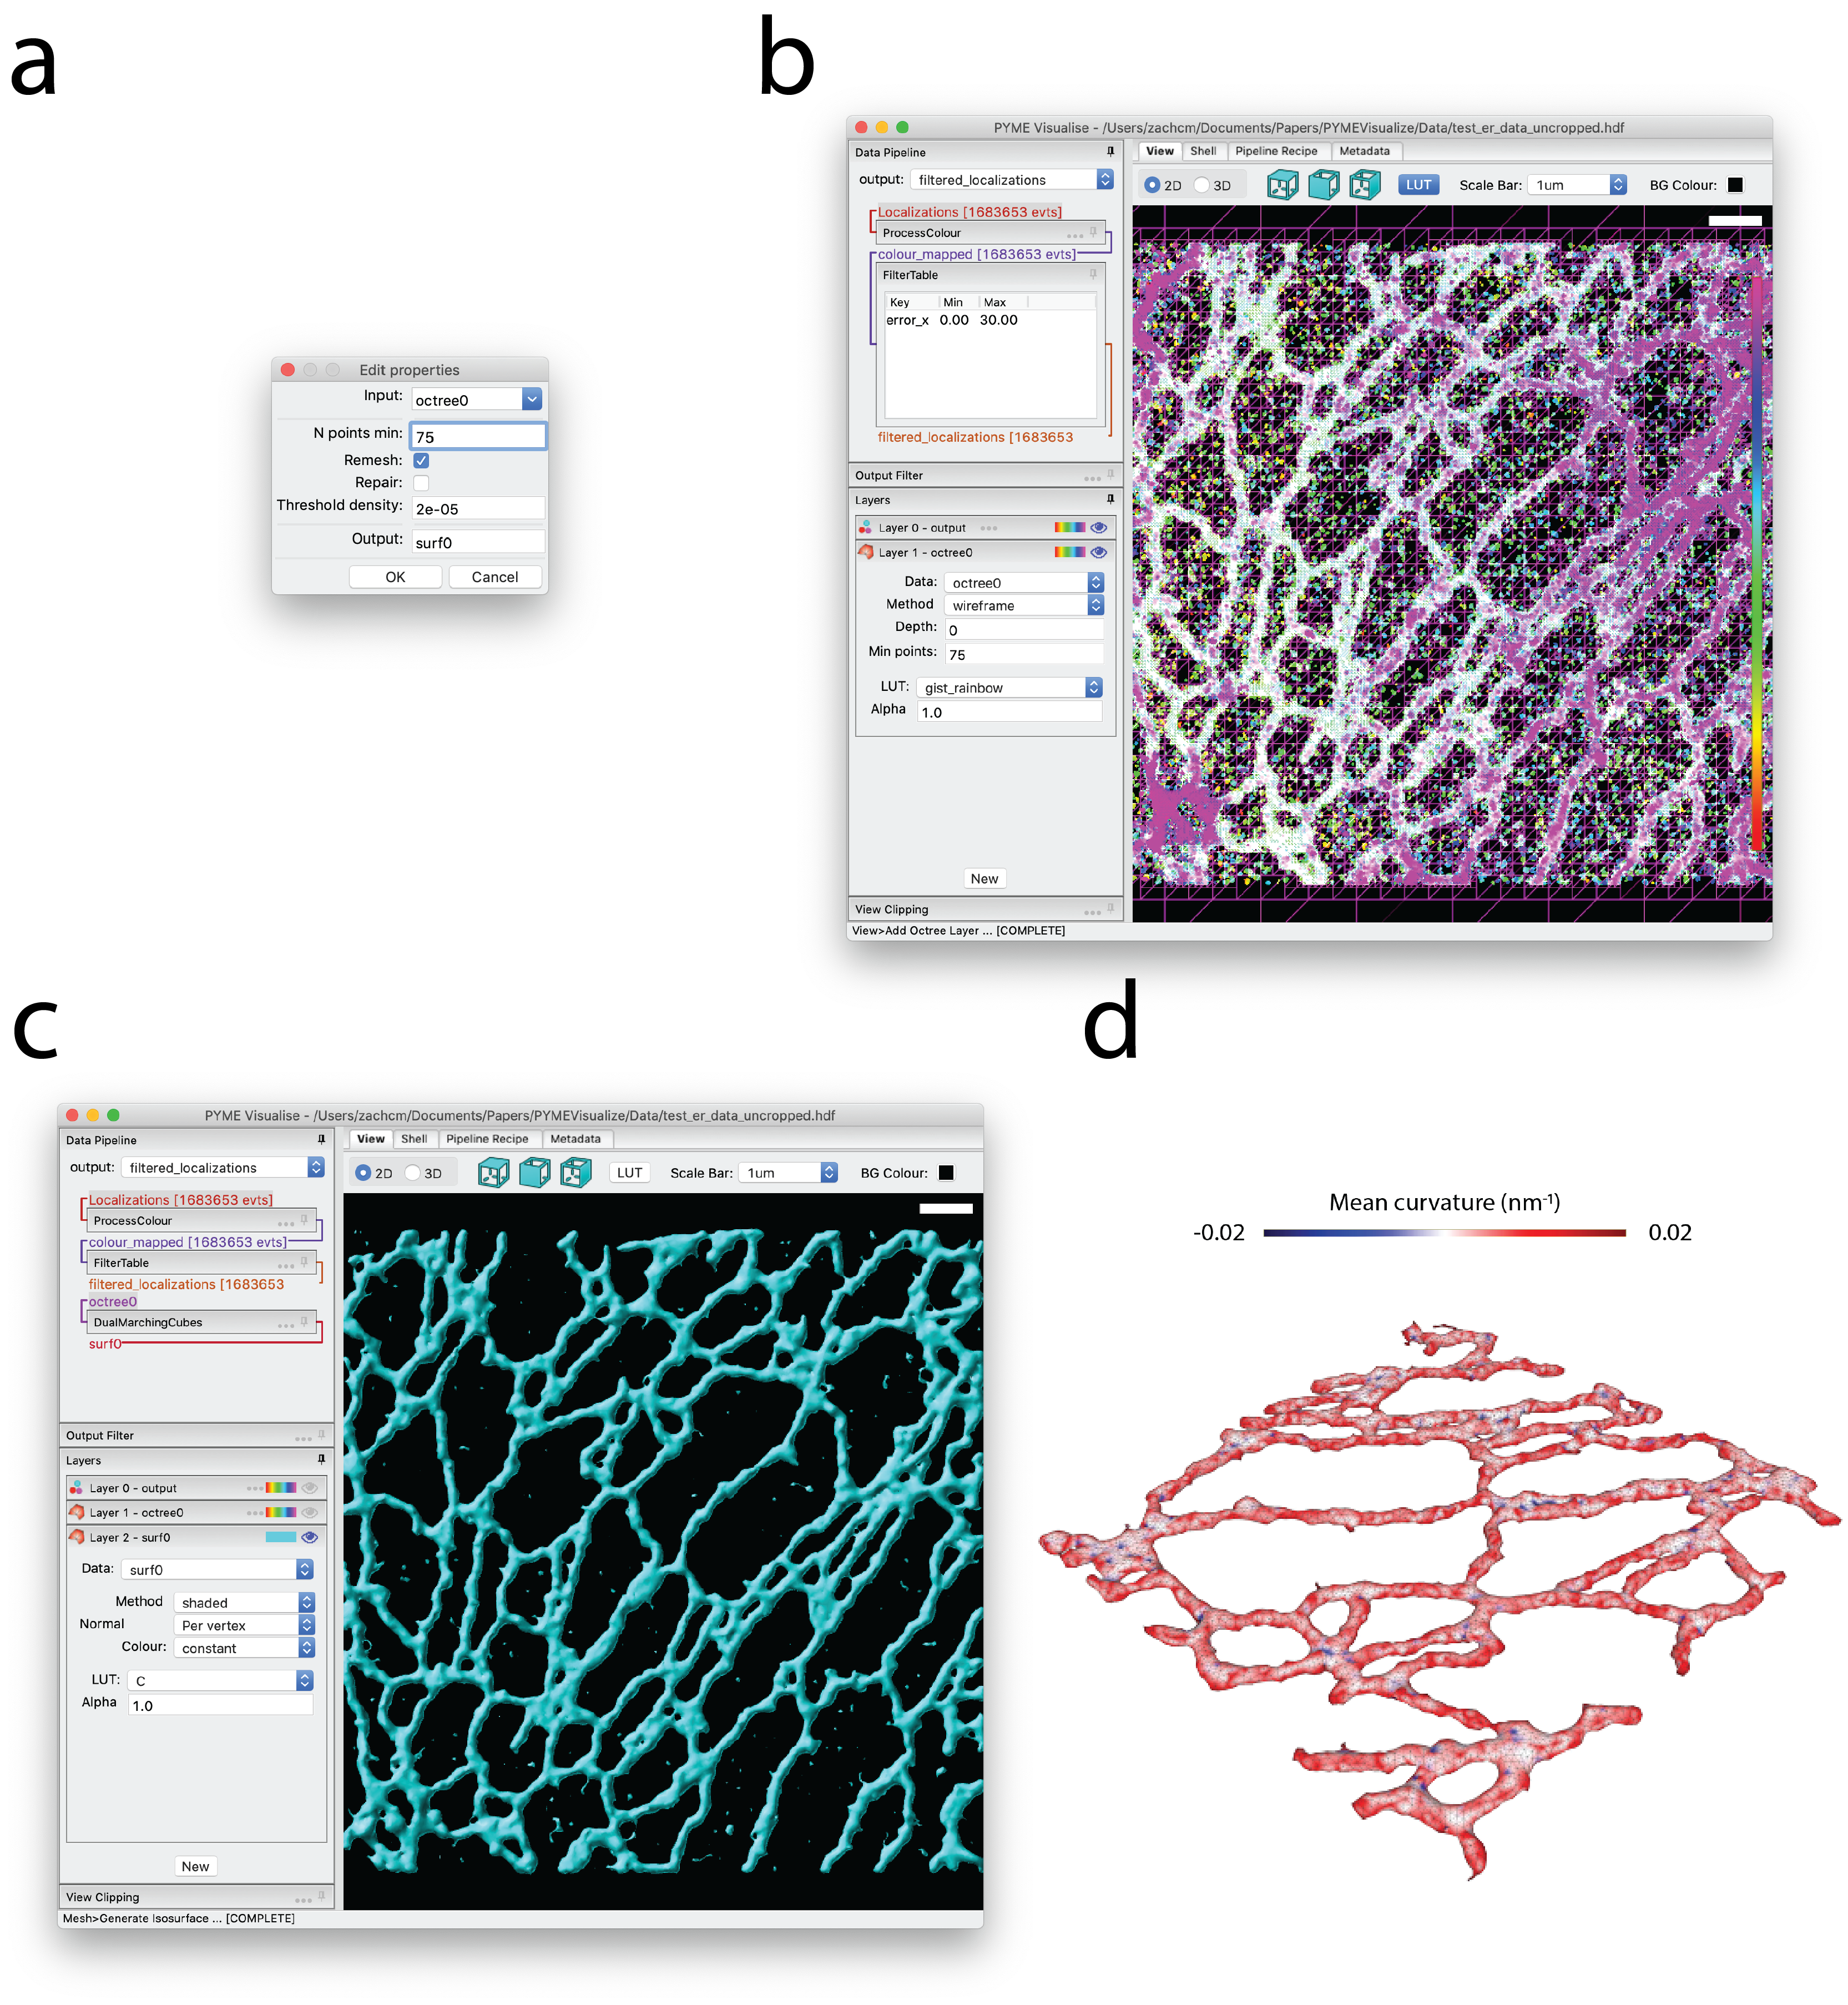 a
Edit properties
Input: octree0
N points min: 75
Remesh:
Repair:
Threshold density: 2e-05
Output: surf0
OK Cancel
b
PYME Visualise - /Users/zachcm/Documents/Papers/PYMEVisualize/Data/test_er_data_uncropped.hdf
Data Pipeline
output: filtered_localizations
Localizations [1683653 evts]
ProcessColour
colour_mapped [1683653 evts]
FilterTable
Key Min Max
error_x 0.00 30.00
filtered_localizations [1683653
Output Filter
Layers
Layer 0 - output
Layer 1 - octree0
Data: octree0
Method wireframe
Depth: 0
Min points: 75
LUT: gist_rainbow
Alpha 1.0
New
View Clipping
View>Add Octree Layer ... [COMPLETE]
View Shell Pipeline Recipe Metadata
2D 3D LUT Scale Bar: 1um BG Colour:
c
PYME Visualise - /Users/zachcm/Documents/Papers/PYMEVisualize/Data/test_er_data_uncropped.hdf
Data Pipeline
output: filtered_localizations
Localizations [1683653 evts]
ProcessColour
colour_mapped [1683653 evts]
FilterTable
filtered_localizations [1683653
octree0
DualMarchingCubes
surf0
Output Filter
Layers
Layer 0 - output
Layer 1 - octree0
Layer 2 - surf0
Data: surf0
Method shaded
Normal Per vertex
Colour: constant
LUT: C
Alpha 1.0
New
View Clipping
Mesh>Generate Isosurface ... [COMPLETE]
View Shell Pipeline Recipe Metadata
2D 3D LUT Scale Bar: 1um BG Colour:
d
Mean curvature (nm⁻¹)
-0.02 0.02